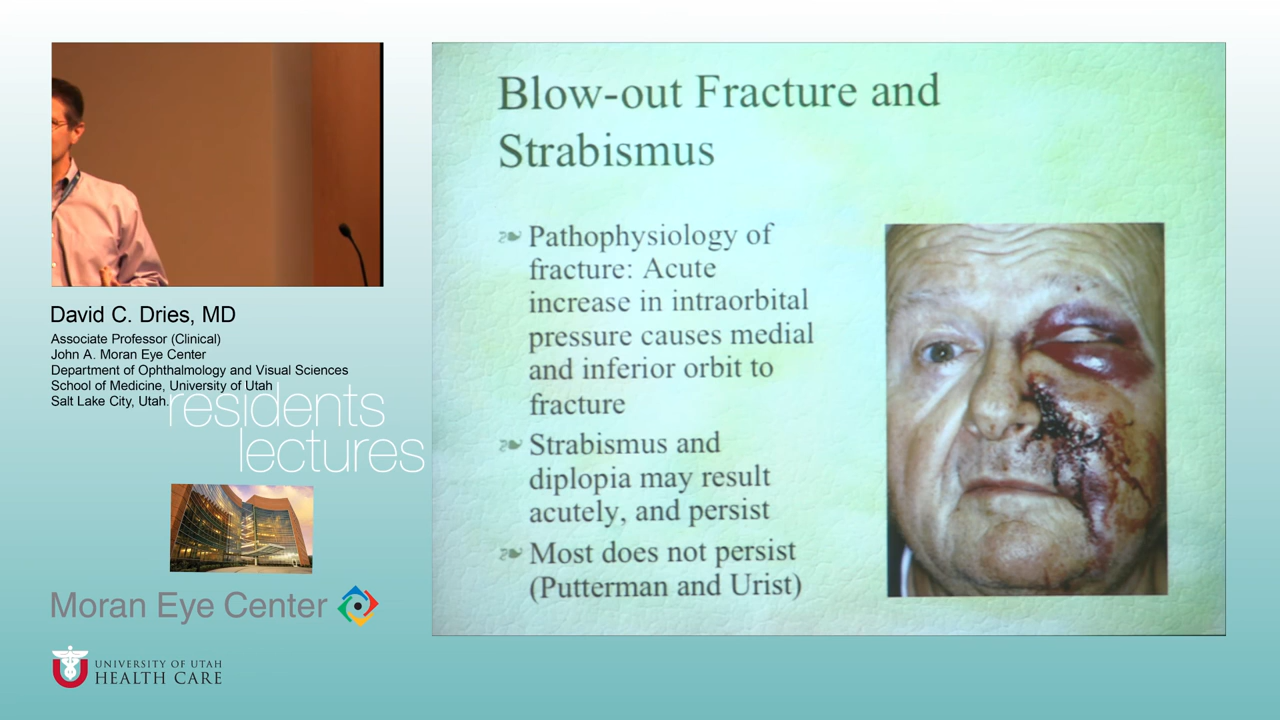 David C. Dries, MD
Associate Professor (Clinical)
John A. Moran Eye Center
Department of Ophthalmology and Visual Sciences
School of Medicine, University of Utah
Salt Lake City, Utah.
residents
lectures
Moran Eye Center
UNIVERSITY OF UTAH
HEALTH CARE
Blow-out Fracture and
Strabismus
Pathophysiology of
fracture: Acute
increase in intraorbital
pressure causes medial
and inferior orbit to
fracture
Strabismus and
diplopia may result
acutely, and persist
Most does not persist
(Putterman and Urist)